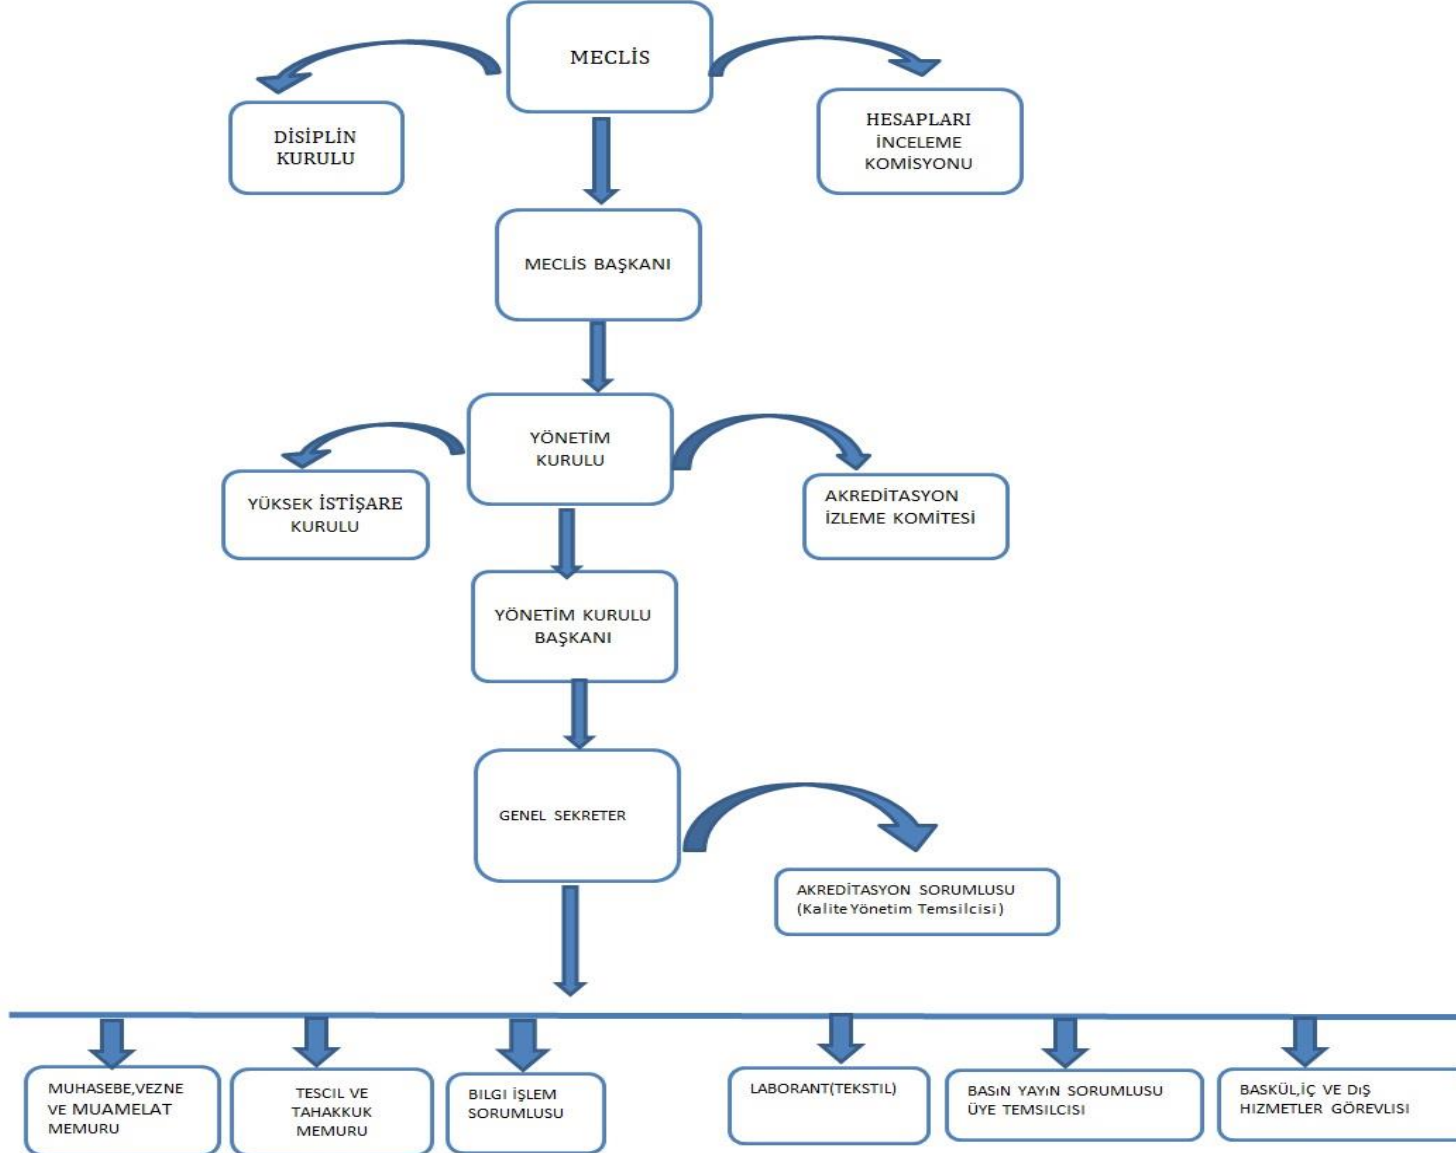 MECLİS
DİSİPLİN
KURULU
HESAPLARI
İNCELEME
KOMİSYONU
MECLİS BAŞKANI
YÖNETİM
KURULU
YÜKSEK İSTİŞARE
KURULU
AKREDİTASYON
İZLEME KOMİTESİ
YÖNETİM KURULU
BAŞKANI
GENEL SEKRETER
AKREDİTASYON SORUMLUSU
(Kalite Yönetim Temsilcisi)
MUHASEBE,VEZNE
VE MUAMELAT
MEMURU
TESCIL VE
TAHAKKUK
MEMURU
BILGI İŞLEM
SORUMLUSU
LABORANT(TEKSTIL)
BASıN YAYıN SORUMLUSU
ÜYE TEMSILCISI
BASKÜL,İÇ VE DıŞ
HIZMETLER GÖREVLISI